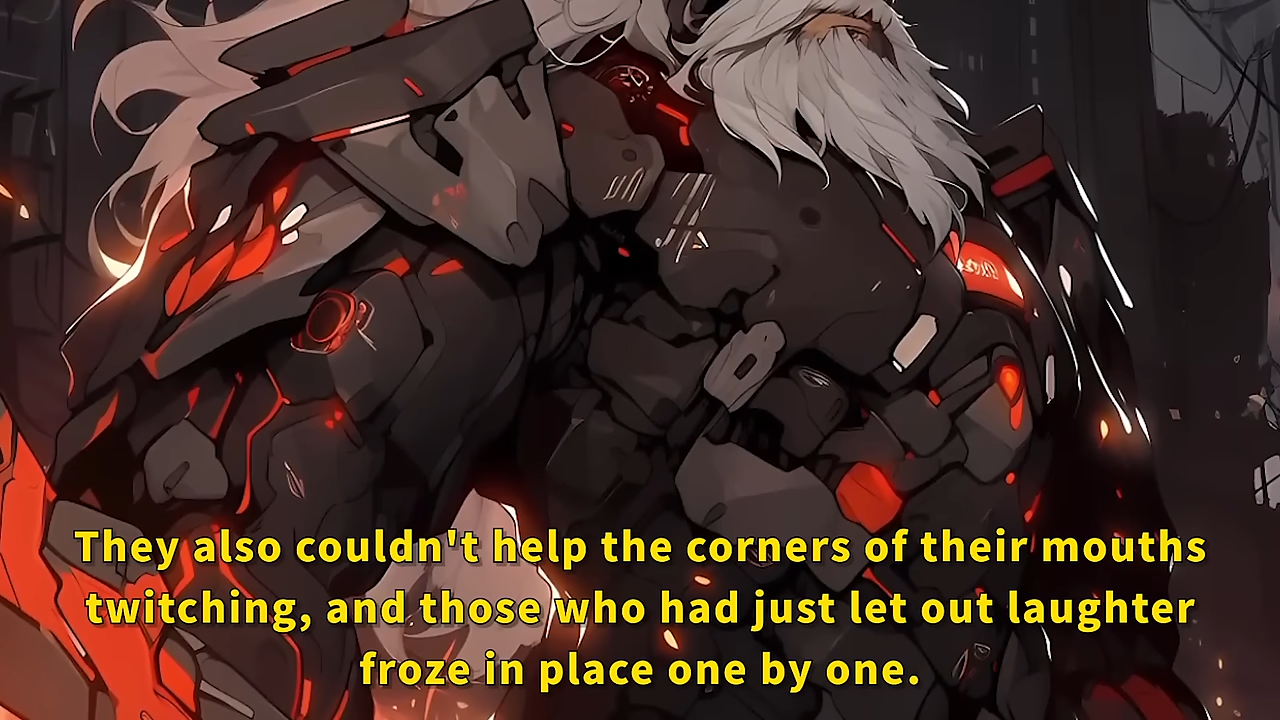 They also couldn't help the corners of their mouths
twitching, and those who had just let out laughter
froze in place one by one.